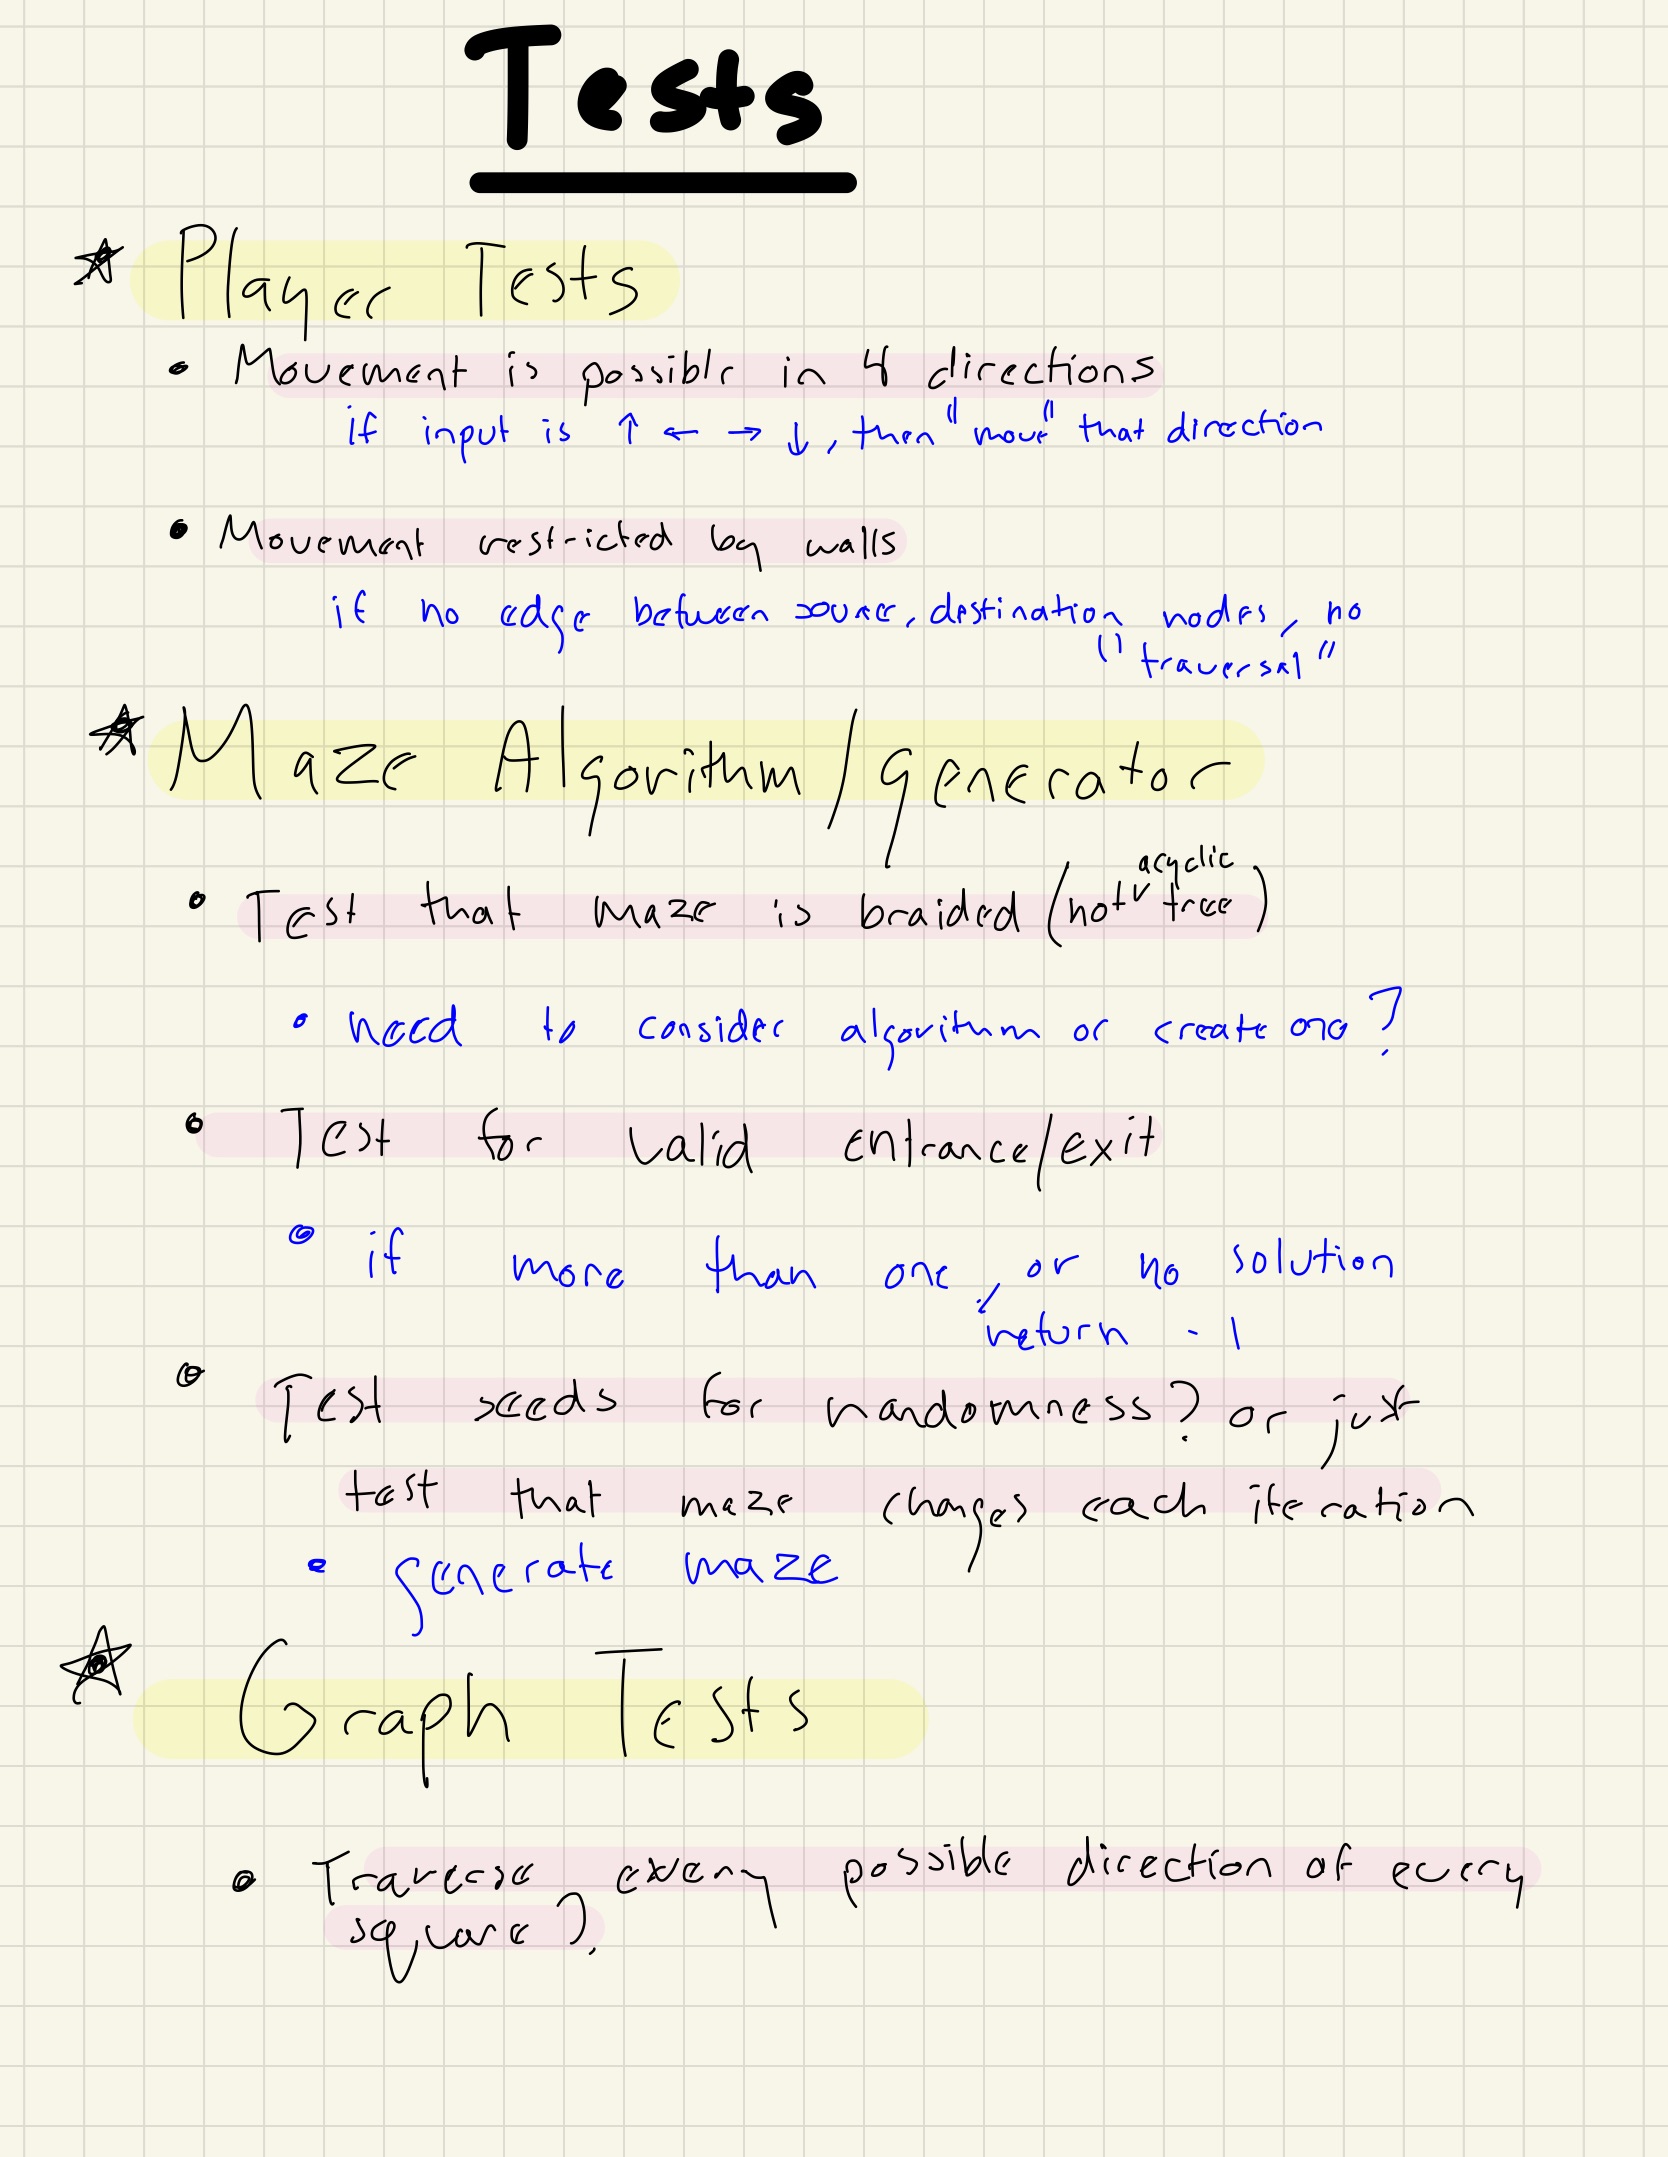 Tests
Player Tests
• Movement is possible in 4 directions
if input is ↑ ← → ↓, then "move" that direction
• Movement restricted by walls
if no edge between source, destination nodes, no
"traversal"
Maze Algorithm/generator
acyclic
• Test that maze is braided (not ᵛ tree)
• need to consider algorithm or create one?
• Test for valid entrance/exit
• if more than one, or no solution
return -1
• Test seeds for randomness? or just
test that maze changes each iteration
• generate maze
Graph Tests
• Traverse every possible direction of every
square?